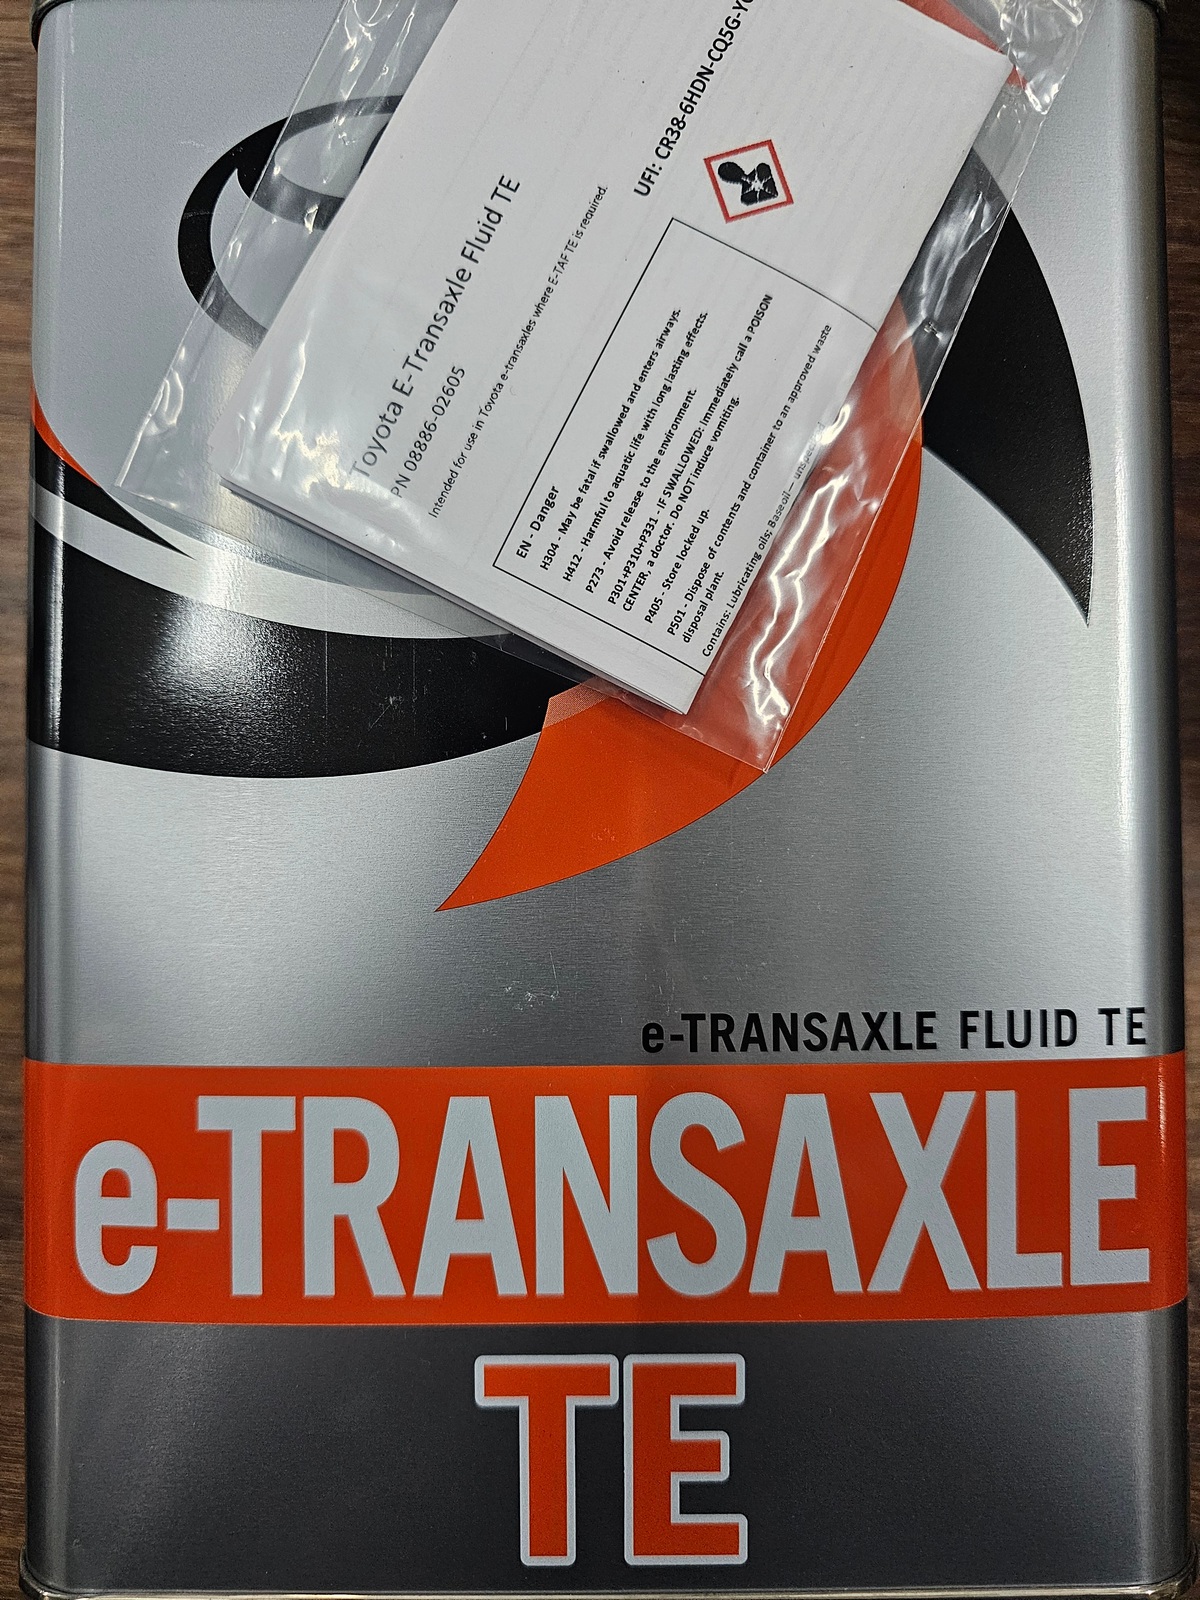 Toyota E-Transaxle Fluid TE
PN 08886-02605
Intended for use in Toyota e-transaxles where E-TAF TE is required.
UFI: CR38-6HDN-CQ5G-
EN - Danger
H304 - May be fatal if swallowed and enters airways.
H412 - Harmful to aquatic life with long lasting effects.
P273 - Avoid release to the environment.
P301+P310+P331 - IF SWALLOWED: Immediately call a POISON
CENTER, a doctor. Do NOT induce vomiting.
P405 - Store locked up.
P501 - Dispose of contents and container to an approved waste
disposal plant.
Contains: Lubricating oils; Base oil –
e-TRANSAXLE FLUID TE
e-TRANSAXLE
TE